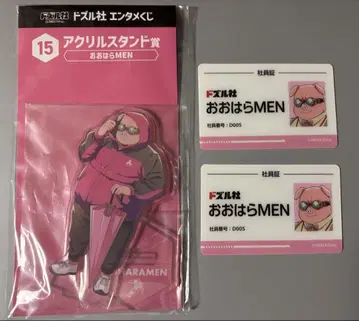 ドズル社 エンタメくじ
15 アクリルスタンド賞
おおはらMEN
ARAMEN
社員証
ドズル社
おおはらMEN
社員番号:D005
社員証
ドズル社
おおはらMEN
社員番号:D005